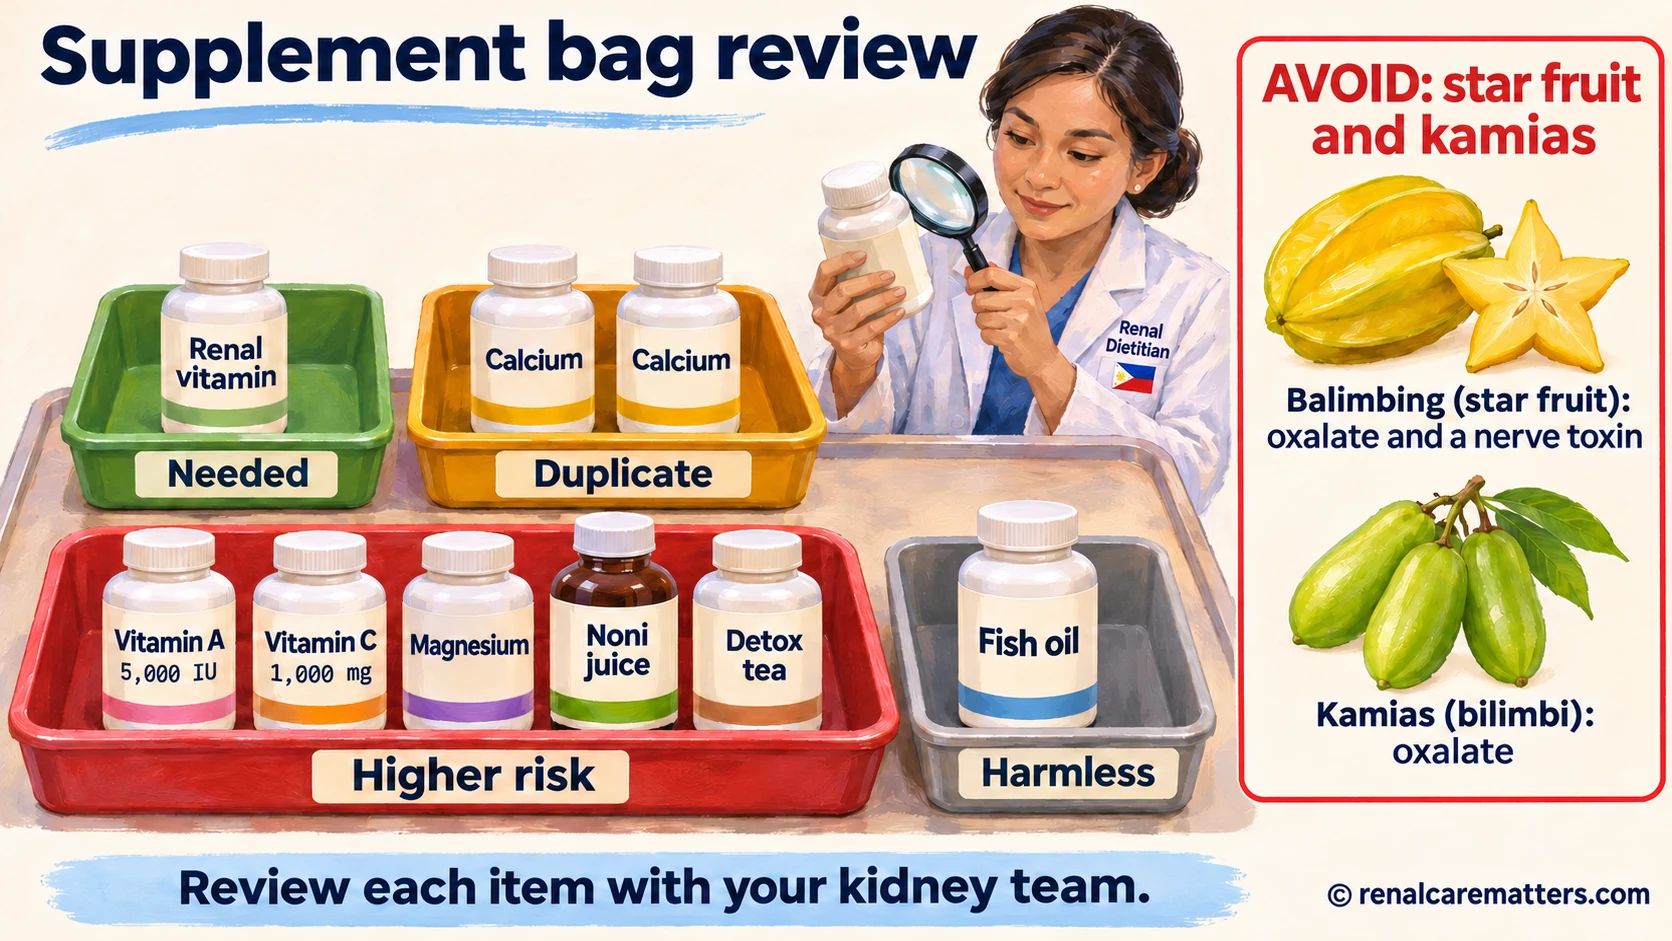 Supplement bag review
Renal
vitamin
Needed
Calcium
Calcium
Duplicate
Renal
Dietitian
Vitamin A
5,000 IU
Vitamin C
1,000 mg
Magnesium
Noni
juice
Detox
tea
Higher risk
Fish oil
Harmless
AVOID: star fruit
and kamias
Balimbing (star fruit):
oxalate and a nerve toxin
Kamias (bilimbi):
oxalate
Review each item with your kidney team.
© renalcarematters.com